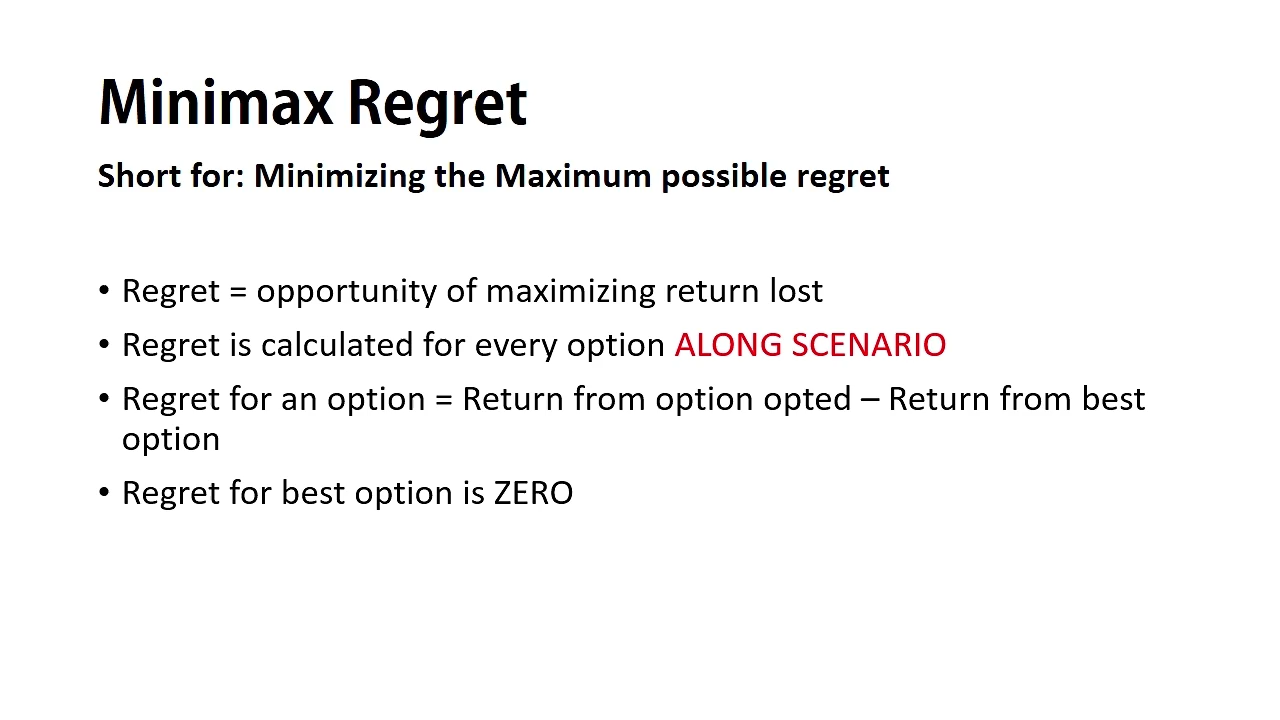 Minimax Regret
Short for: Minimizing the Maximum possible regret
• Regret = opportunity of maximizing return lost
• Regret is calculated for every option ALONG SCENARIO
• Regret for an option = Return from option opted – Return from best
option
• Regret for best option is ZERO